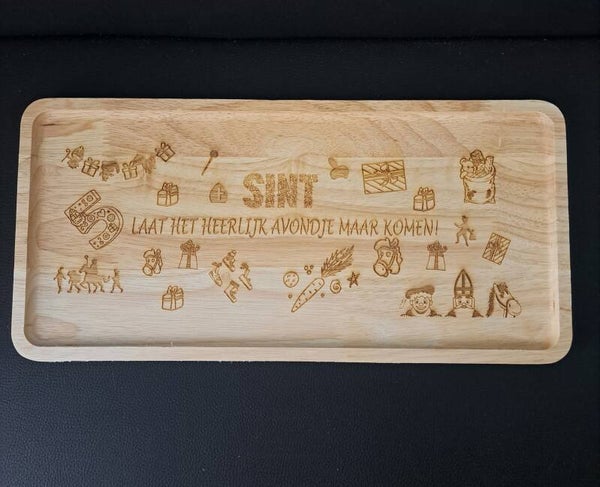 SINT
LAAT HET HEERLIJK AVONDJE MAAR KOMEN!